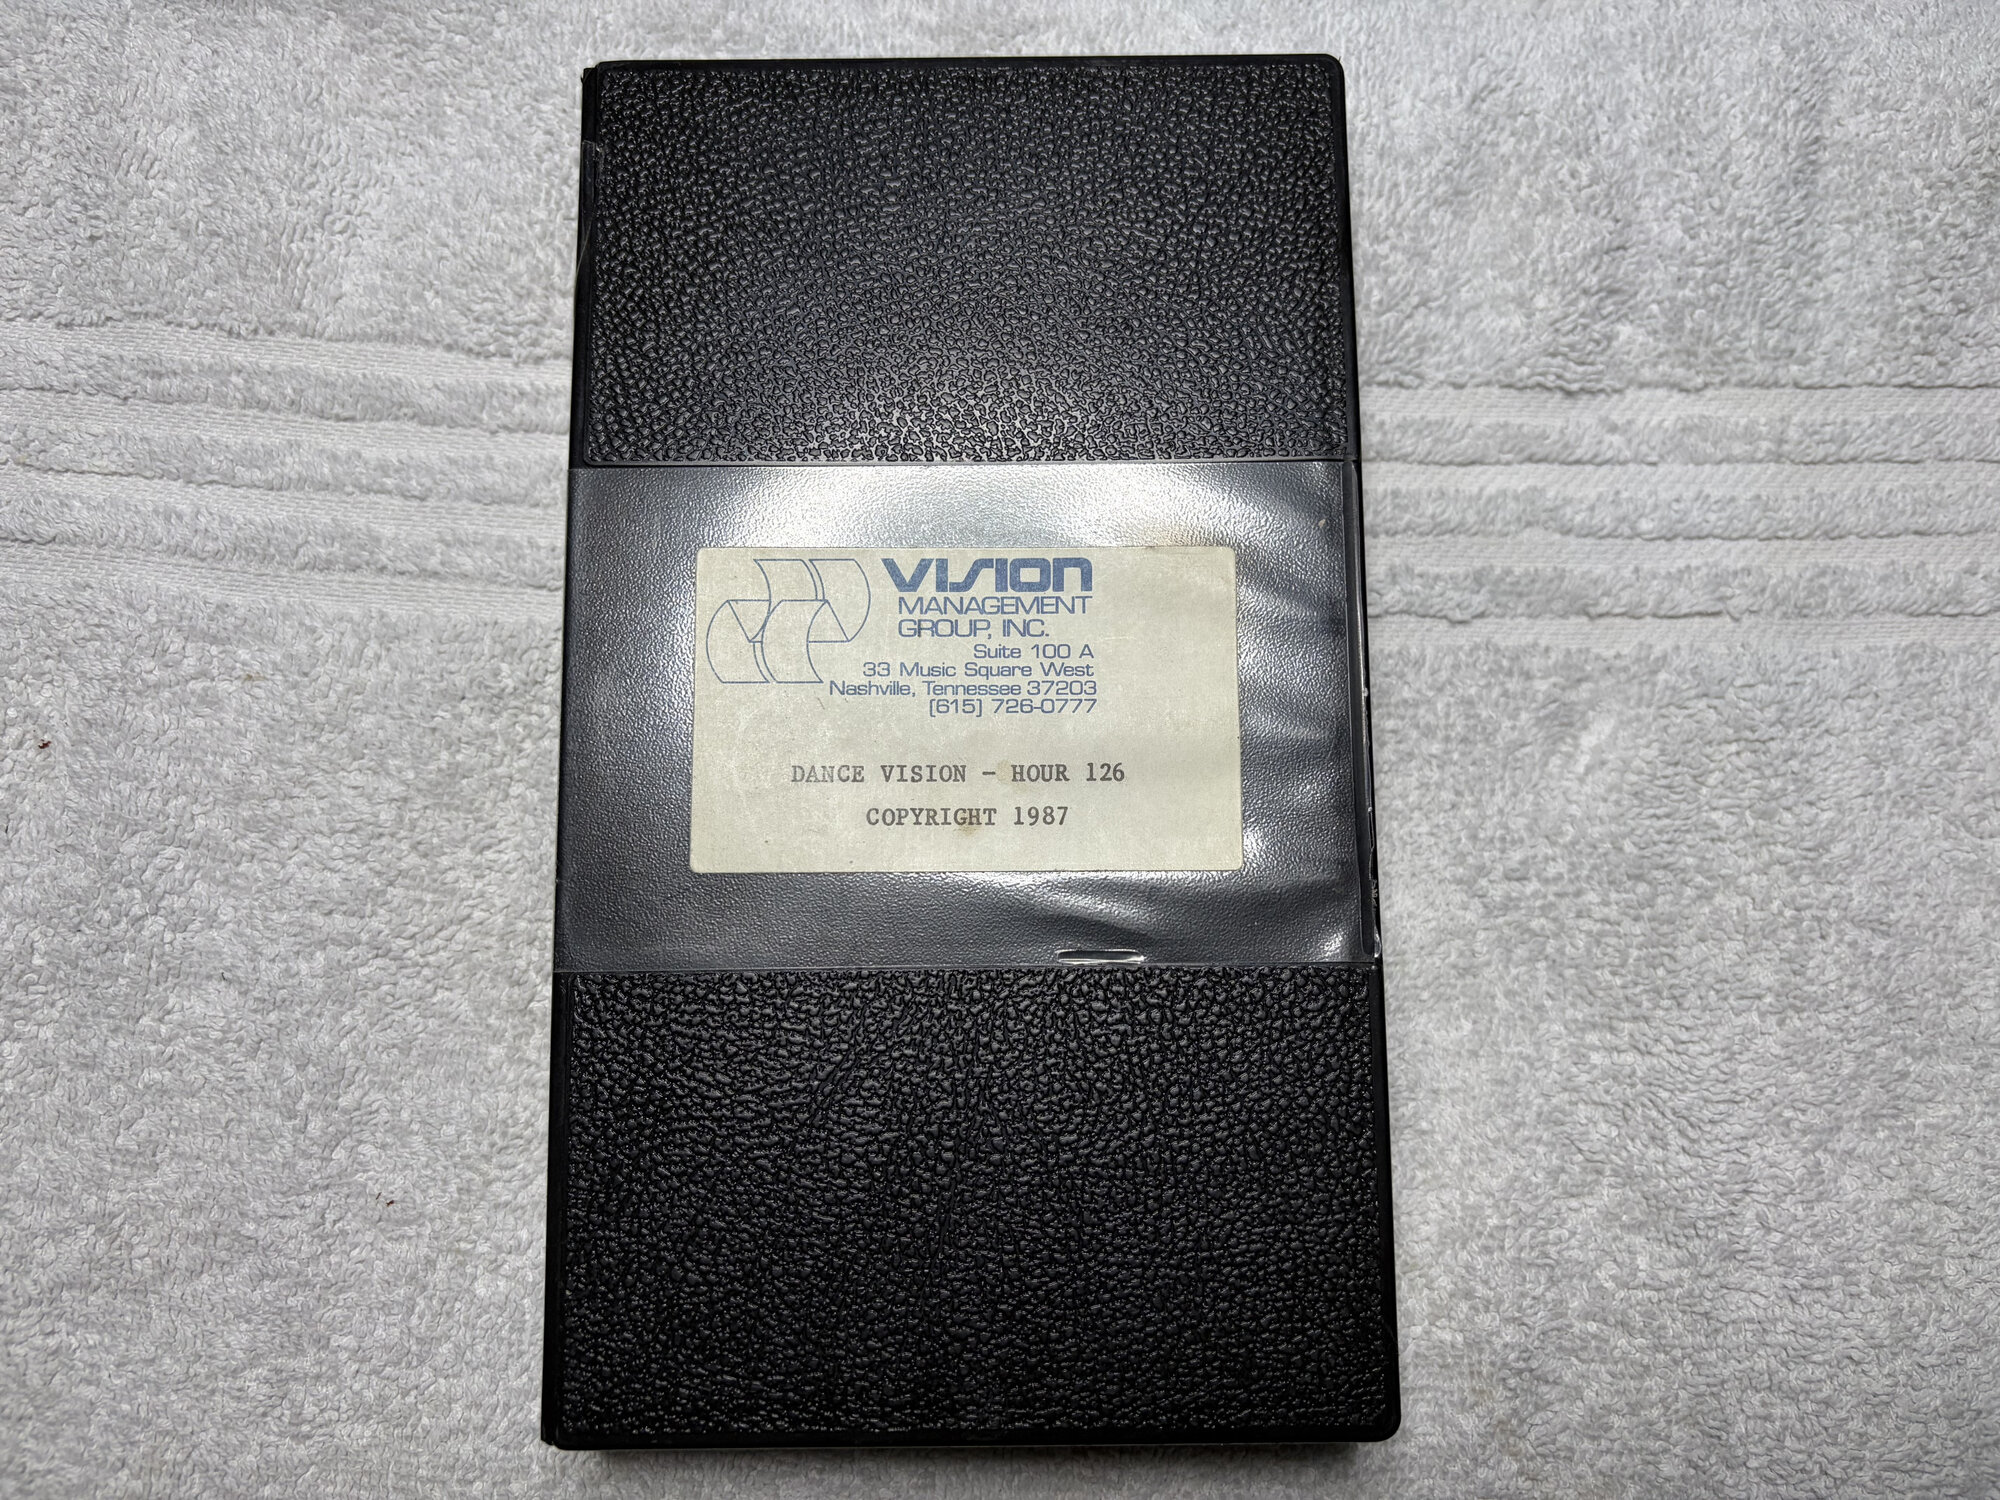 VISION
MANAGEMENT
GROUP, INC.
Suite 100 A
33 Music Square West
Nashville, Tennessee 37203
(615) 726-0777
DANCE VISION - HOUR 126
COPYRIGHT 1987